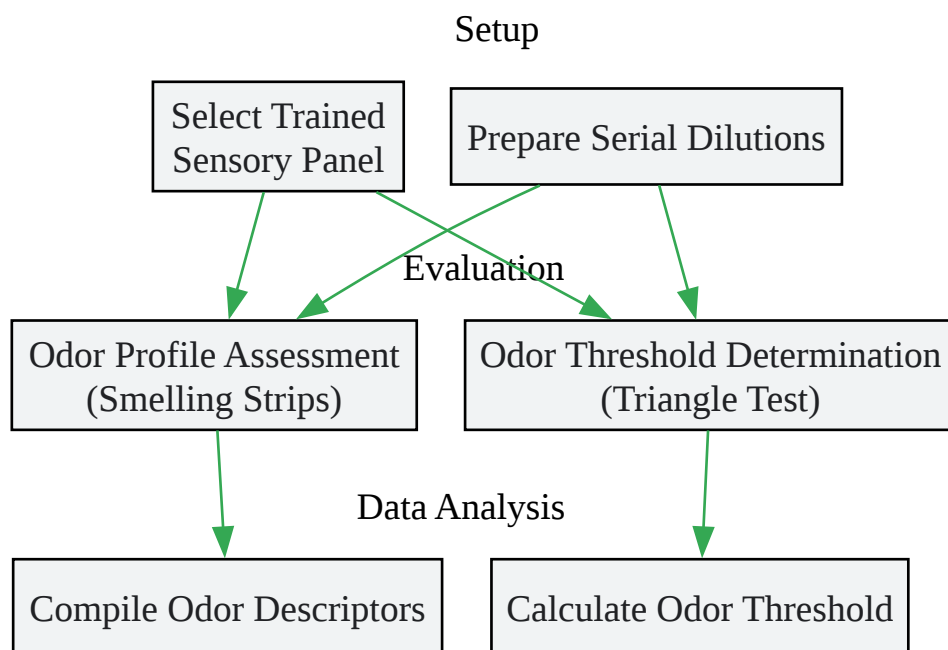 Setup
Select Trained
Sensory Panel
Prepare Serial Dilutions
Evaluation
Odor Profile Assessment
(Smelling Strips)
Odor Threshold Determination
(Triangle Test)
Data Analysis
Compile Odor Descriptors
Calculate Odor Threshold